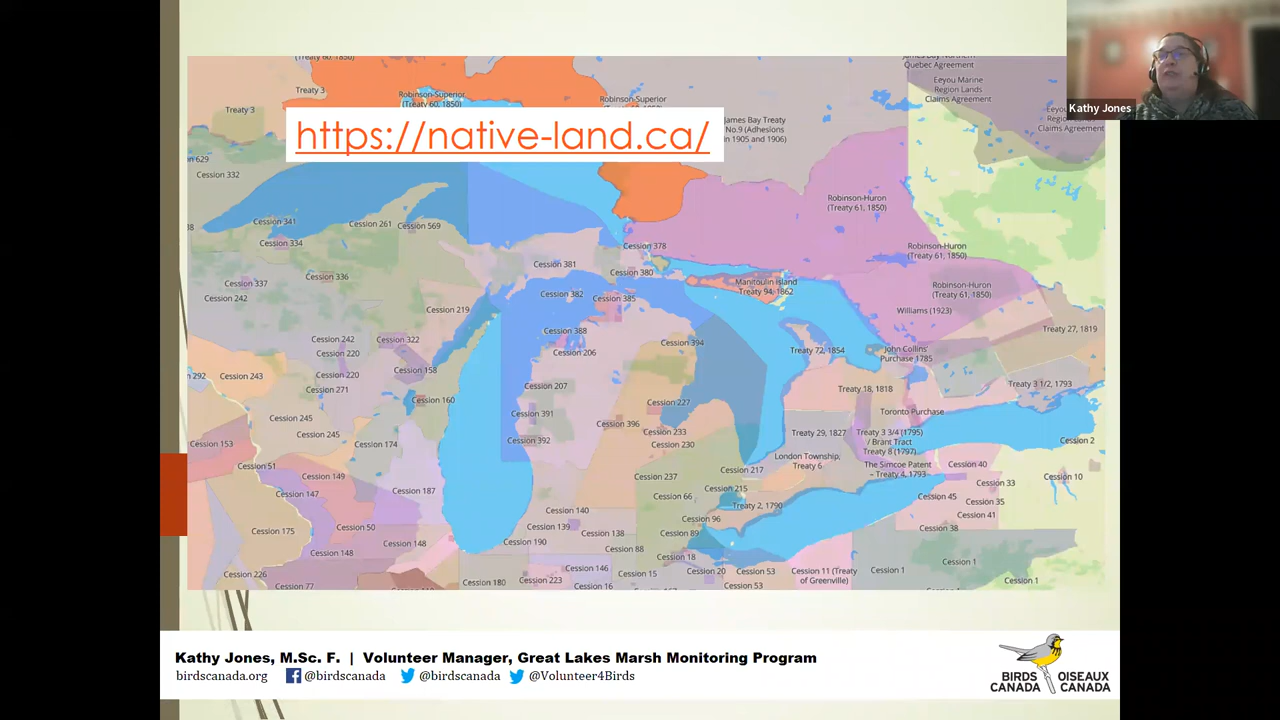 (Treaty 60, 1850)
Treaty 3
Treaty 3
Robinson-Superior
(Treaty 60, 1850)
Robinson-Superior
James Bay Northern
Quebec Agreement
Eeyou Marine
Region Lands
Claims Agreement
Claims Agreement
Kathy Jones
https://native-land.ca/
James Bay Treaty
No.9 (Adhesions
in 1905 and 1906)
Cession 332
Robinson-Huron
(Treaty 61, 1850)
Cession 341
Cession 261
Cession 569
Cession 334
Cession 378
Robinson-Huron
(Treaty 61, 1850)
Cession 337
Cession 336
Cession 381
Cession 380
Manitoulin Island
Treaty 94, 1862
Robinson-Huron
(Treaty 61, 1850)
Cession 242
Cession 382
Cession 385
Cession 219
Williams (1923)
Cession 242
Cession 322
Cession 388
Cession 394
Treaty 27, 1819
Cession 220
Cession 206
Treaty 72, 1854
John Collins'
Purchase 1785
292
Cession 243
Cession 220
Cession 158
Cession 271
Cession 207
Treaty 18, 1818
Treaty 3 1/2, 1793
Cession 160
Cession 391
Cession 227
Toronto Purchase
Cession 245
Cession 245
Cession 396
Cession 233
Treaty 29, 1827
Treaty 3 3/4 (1795)
/ Brant Tract
Treaty 8 (1797)
Cession 2
Cession 153
Cession 174
Cession 392
Cession 230
London Township,
Treaty 6
The Simcoe Patent
– Treaty 4, 1793
Cession 40
Cession 51
Cession 149
Cession 237
Cession 217
Cession 33
Cession 10
Cession 147
Cession 187
Cession 66
Cession 215
Cession 45
Cession 35
Cession 140
Treaty 2, 1790
Cession 41
Cession 175
Cession 50
Cession 139
Cession 138
Cession 96
Cession 89
Cession 38
Cession 148
Cession 148
Cession 190
Cession 88
Cession 18
Cession 226
Cession 146
Cession 15
Cession 20
Cession 53
Cession 11 (Treaty
of Greenville)
Cession 1
Cession 1
Cession 77
Cession 180
Cession 223
Cession 16
Cession 53
Cession 1
Kathy Jones, M.Sc. F. | Volunteer Manager, Great Lakes Marsh Monitoring Program
birdscanada.org @birdscanada @birdscanada @Volunteer4Birds
BIRDS OISEAUX
CANADA CANADA